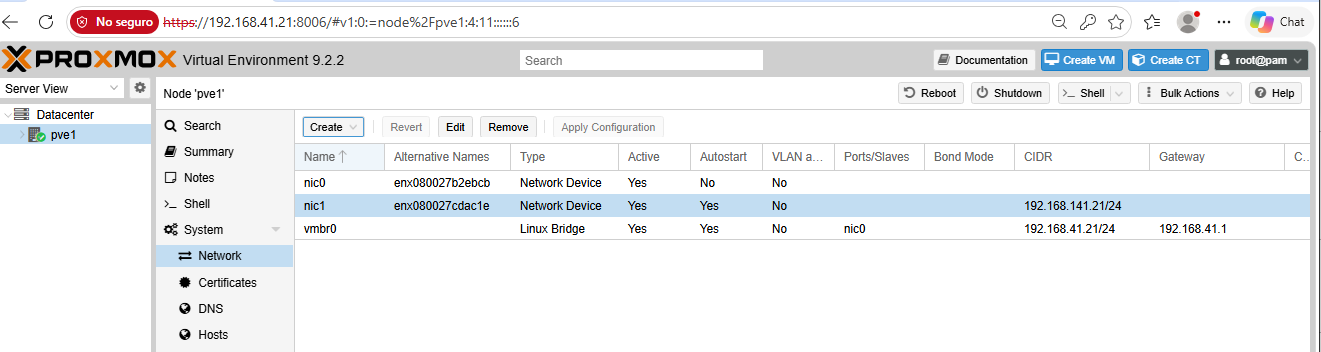 No seguro https://192.168.41.21:8006/#v1:0:=node%2Fpve1:4:11::::::6 Chat
PROXMOX Virtual Environment 9.2.2 Search Documentation Create VM Create CT root@pam
Server View Node 'pve1' Reboot Shutdown >_ Shell Bulk Actions Help
Datacenter
pve1
Search
Summary
Notes
>_ Shell
System
Network
Certificates
DNS
Hosts
Create Revert Edit Remove Apply Configuration
Name Alternative Names Type Active Autostart VLAN a... Ports/Slaves Bond Mode CIDR Gateway C...
nic0 enx080027b2ebcb Network Device Yes No No
nic1 enx080027cdac1e Network Device Yes Yes No 192.168.141.21/24
vmbr0 Linux Bridge Yes Yes No nic0 192.168.41.21/24 192.168.41.1